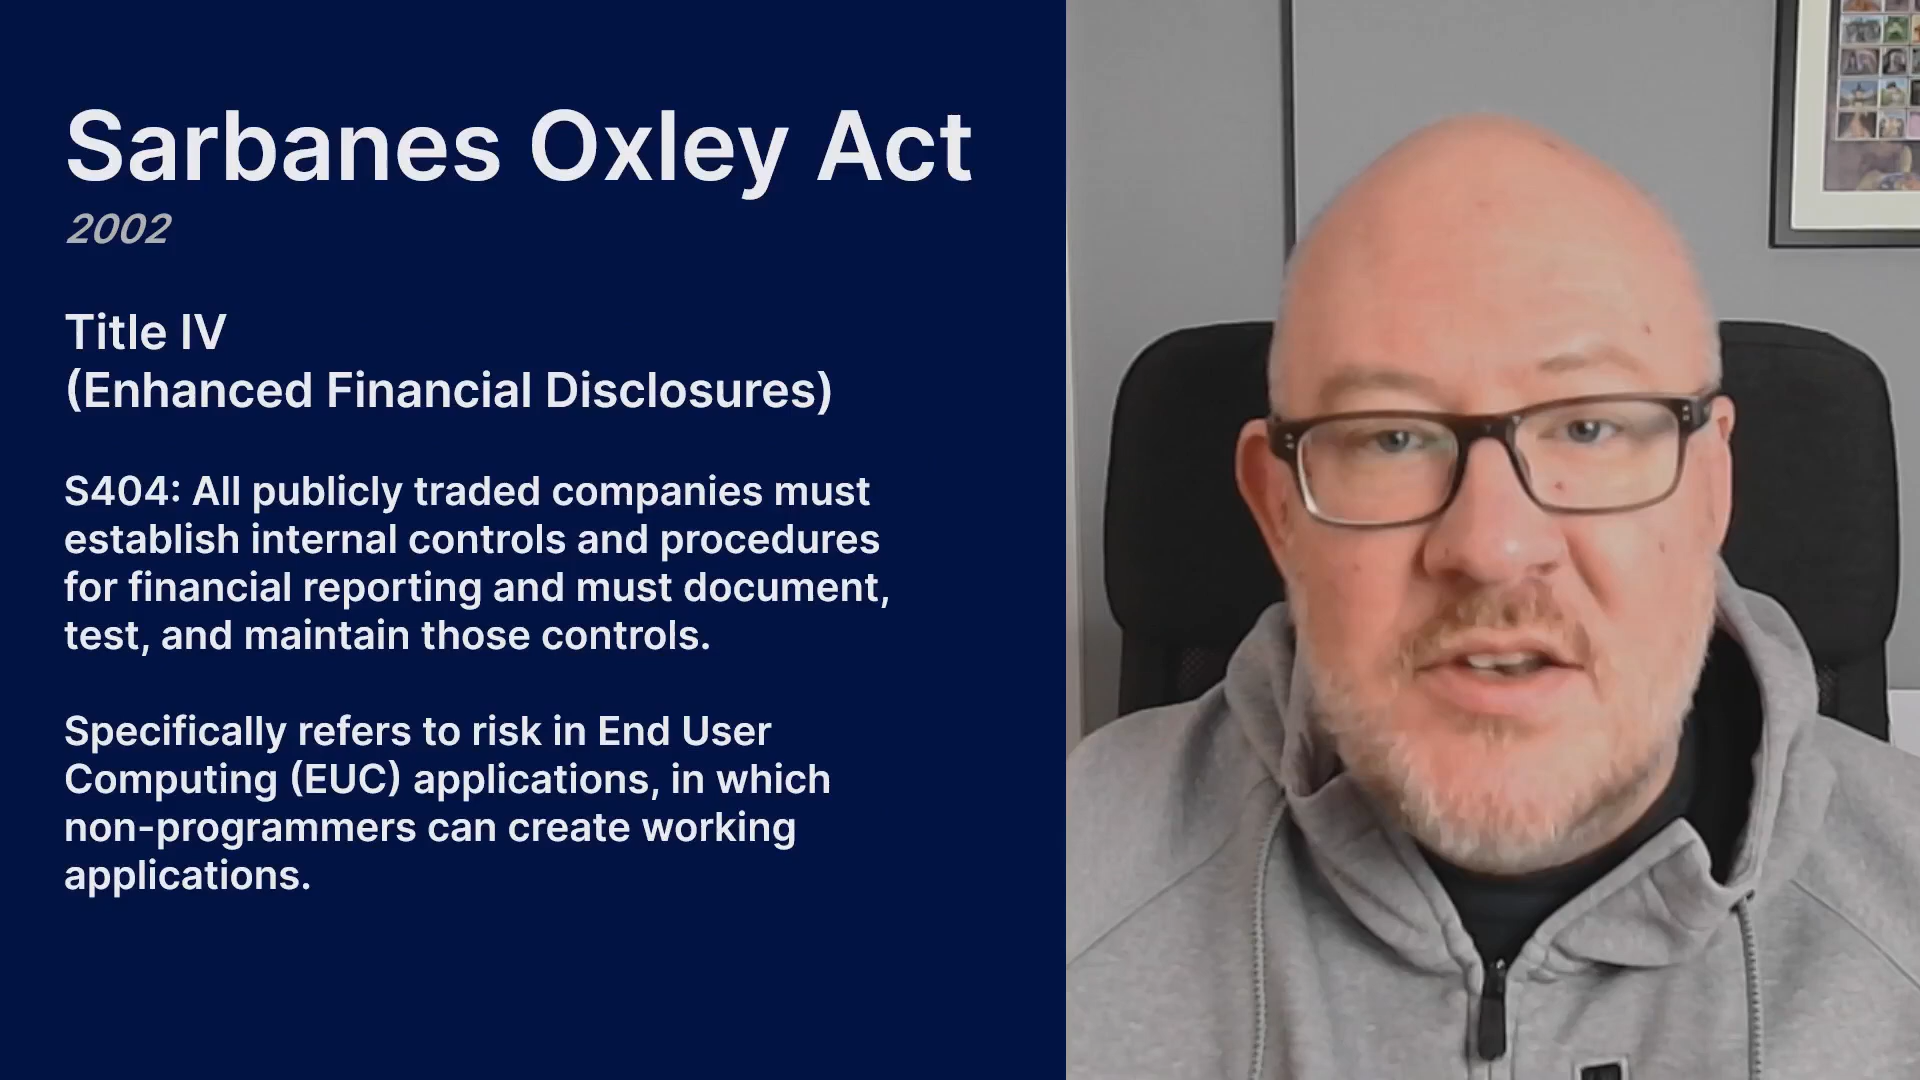 Sarbanes Oxley Act
2002
Title IV
(Enhanced Financial Disclosures)
S404: All publicly traded companies must
establish internal controls and procedures
for financial reporting and must document,
test, and maintain those controls.
Specifically refers to risk in End User
Computing (EUC) applications, in which
non-programmers can create working
applications.